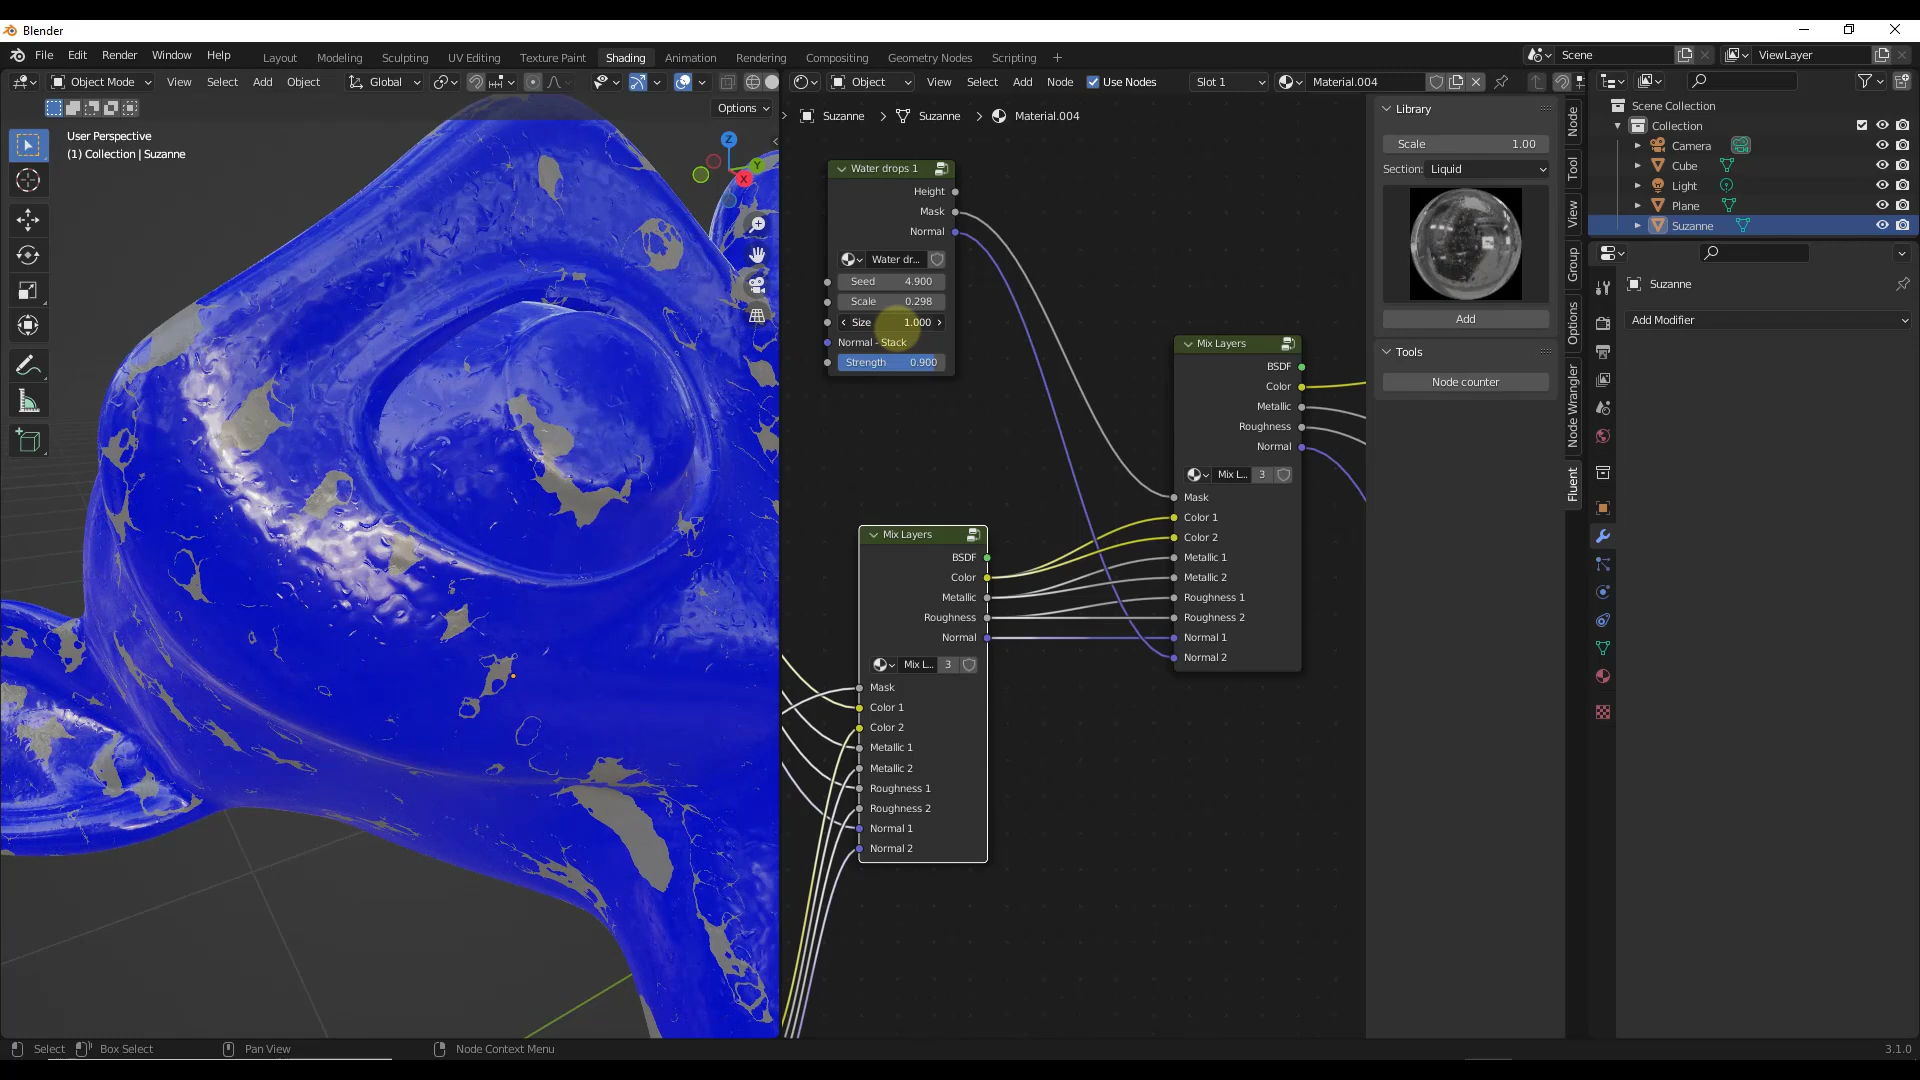 Blender
File Edit Render Window Help
Layout Modeling Sculpting UV Editing Texture Paint Shading Animation Rendering Compositing Geometry Nodes Scripting +
Scene
ViewLayer
Object Mode View Select Add Object Global
Object View Select Add Node Use Nodes Slot 1 Material.004
Options
User Perspective
(1) Collection | Suzanne
Z
Y
X
Suzanne > Suzanne > Material.004
Water drops 1
Height
Mask
Normal
Water dr...
Seed 4.900
Scale 0.298
Size 1.000
Normal - Stack
Strength 0.900
Mix Layers
BSDF
Color
Metallic
Roughness
Normal
Mix L... 3
Mask
Color 1
Color 2
Metallic 1
Metallic 2
Roughness 1
Roughness 2
Normal 1
Normal 2
Mix Layers
BSDF
Color
Metallic
Roughness
Normal
Mix L... 3
Mask
Color 1
Color 2
Metallic 1
Metallic 2
Roughness 1
Roughness 2
Normal 1
Normal 2
Library
Scale 1.00
Section: Liquid
Add
Tools
Node counter
Node
Tool
View
Group
Options
Node Wrangler
Fluent
Scene Collection
Collection
Camera
Cube
Light
Plane
Suzanne
Suzanne
Add Modifier
Select Box Select Pan View Node Context Menu
3.1.0